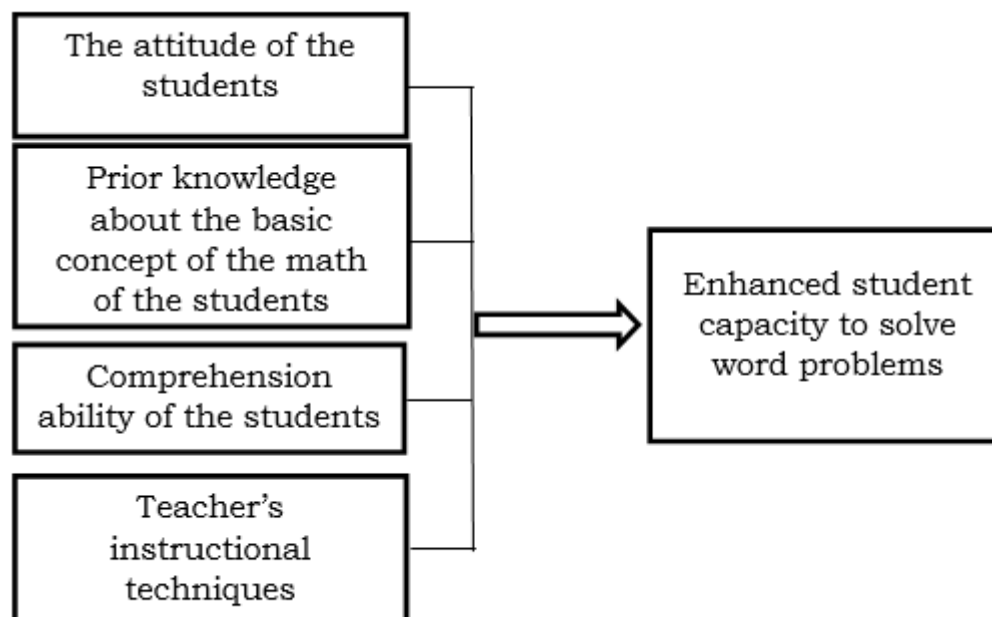 The attitude of the
students
Prior knowledge
about the basic
concept of the math
of the students
Comprehension
ability of the students
Teacher’s
instructional
techniques
Enhanced student
capacity to solve
word problems